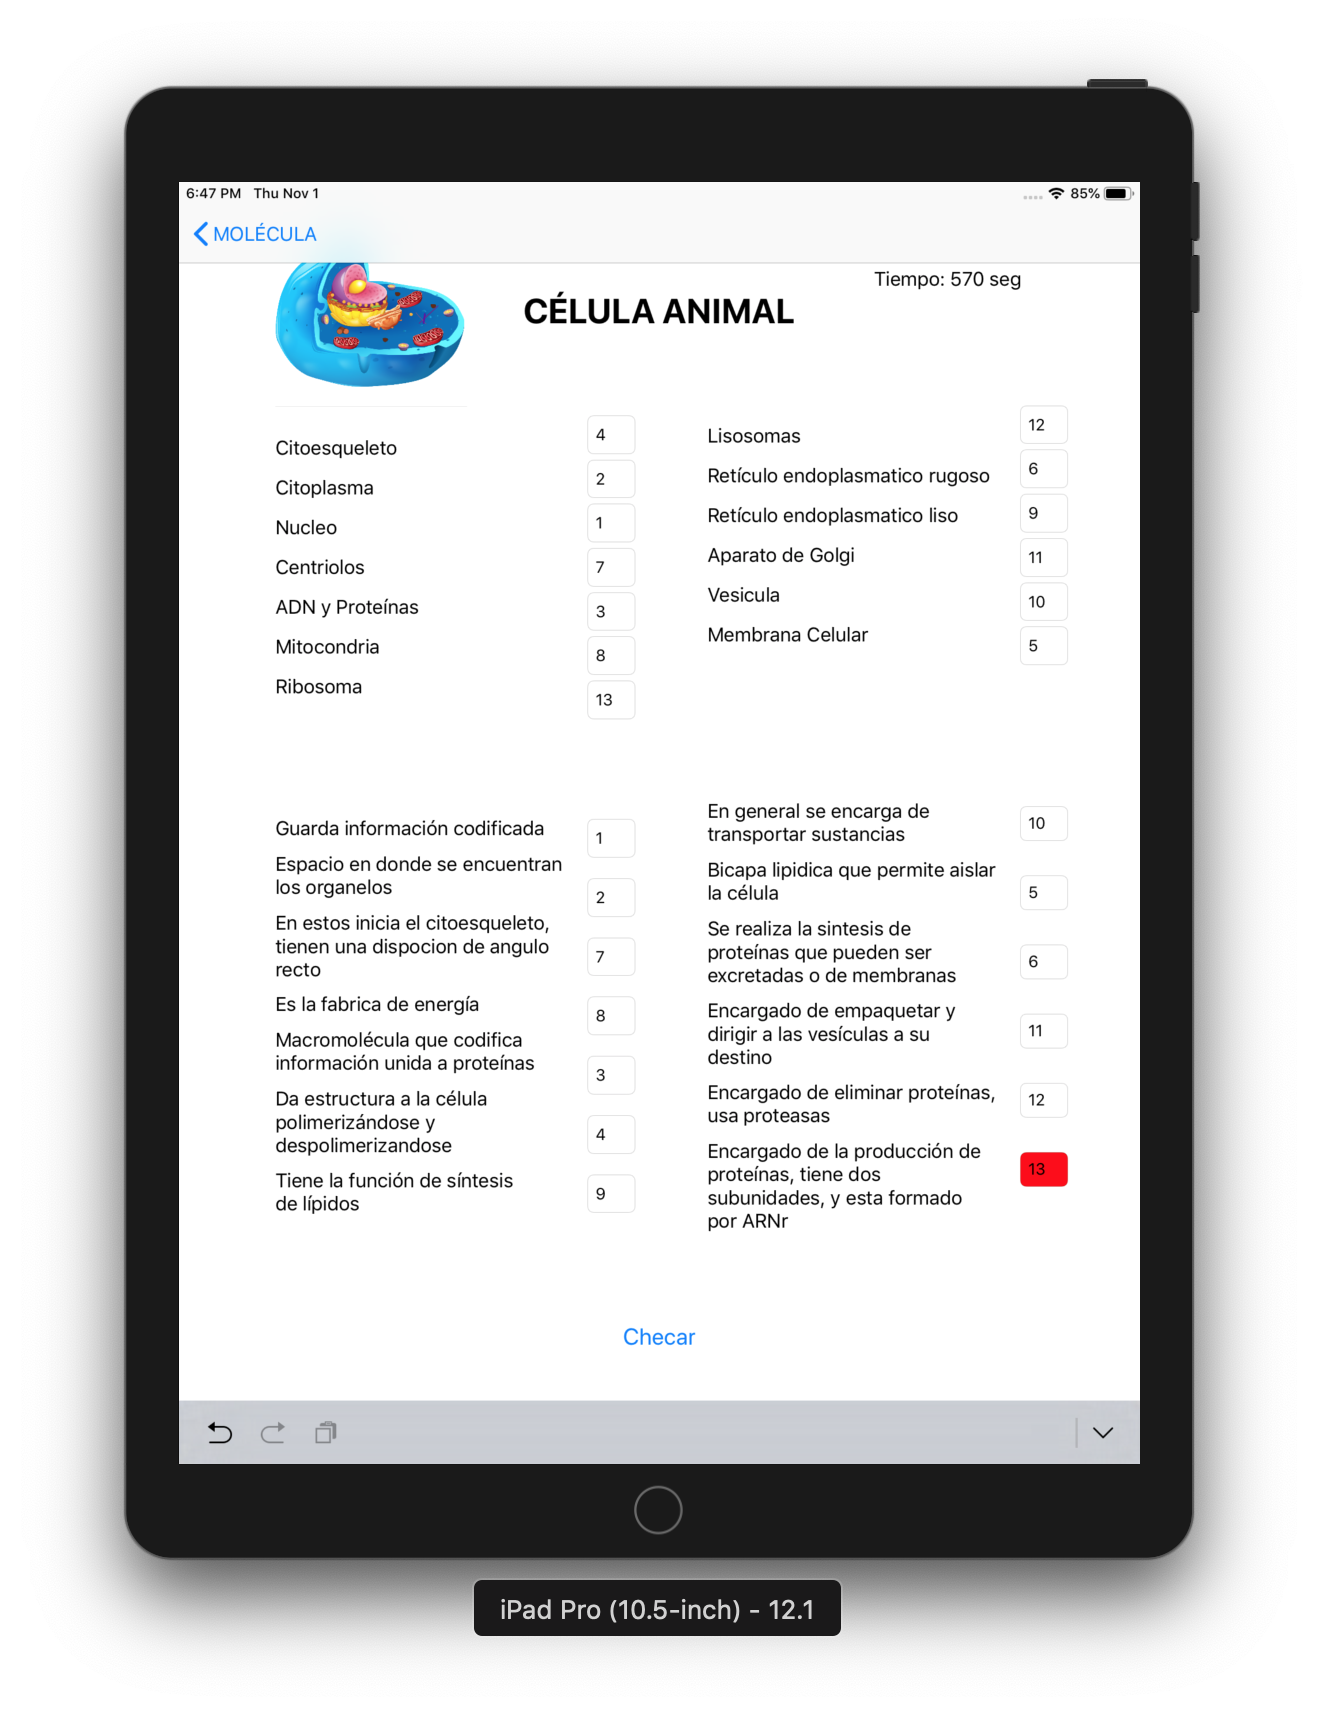 6:47 PM Thu Nov 1
85%
MOLÉCULA
Tiempo: 570 seg
CÉLULA ANIMAL
Citoesqueleto 4
Citoplasma 2
Nucleo 1
Centriolos 7
ADN y Proteínas 3
Mitocondria 8
Ribosoma 13
Lisosomas 12
Retículo endoplasmatico rugoso 6
Retículo endoplasmatico liso 9
Aparato de Golgi 11
Vesicula 10
Membrana Celular 5
Guarda información codificada 1
Espacio en donde se encuentran
los organelos 2
En estos inicia el citoesqueleto,
tienen una dispocion de angulo 7
recto
Es la fabrica de energía 8
Macromolécula que codifica
información unida a proteínas 3
Da estructura a la célula
polimerizándose y 4
despolimerizandose
Tiene la función de síntesis 9
de lípidos
En general se encarga de 10
transportar sustancias
Bicapa lipidica que permite aislar
la célula 5
Se realiza la sintesis de
proteínas que pueden ser 6
excretadas o de membranas
Encargado de empaquetar y
dirigir a las vesículas a su 11
destino
Encargado de eliminar proteínas, 12
usa proteasas
Encargado de la producción de
proteínas, tiene dos 13
subunidades, y esta formado
por ARNr
Checar
iPad Pro (10.5-inch) - 12.1